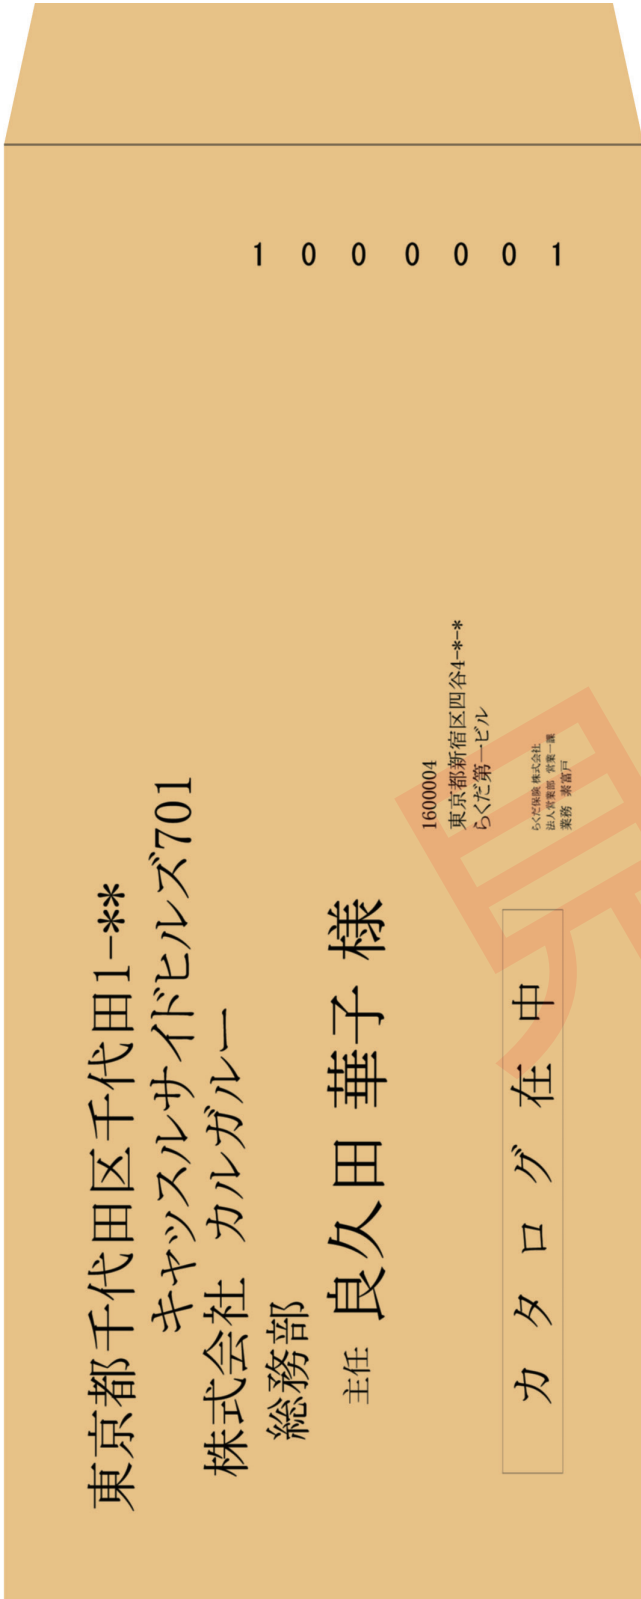 1000001
東京都千代田区千代田1-**
キャッスルサイドヒルズ701
株式会社 カルガルー
総務部
主任 良久田 華子 様
1600004
東京都新宿区四谷4-*-*
らくだ第一ビル
らくだ保険 株式会社
法人営業部 営業一課
業務 素富戸
カタログ在中